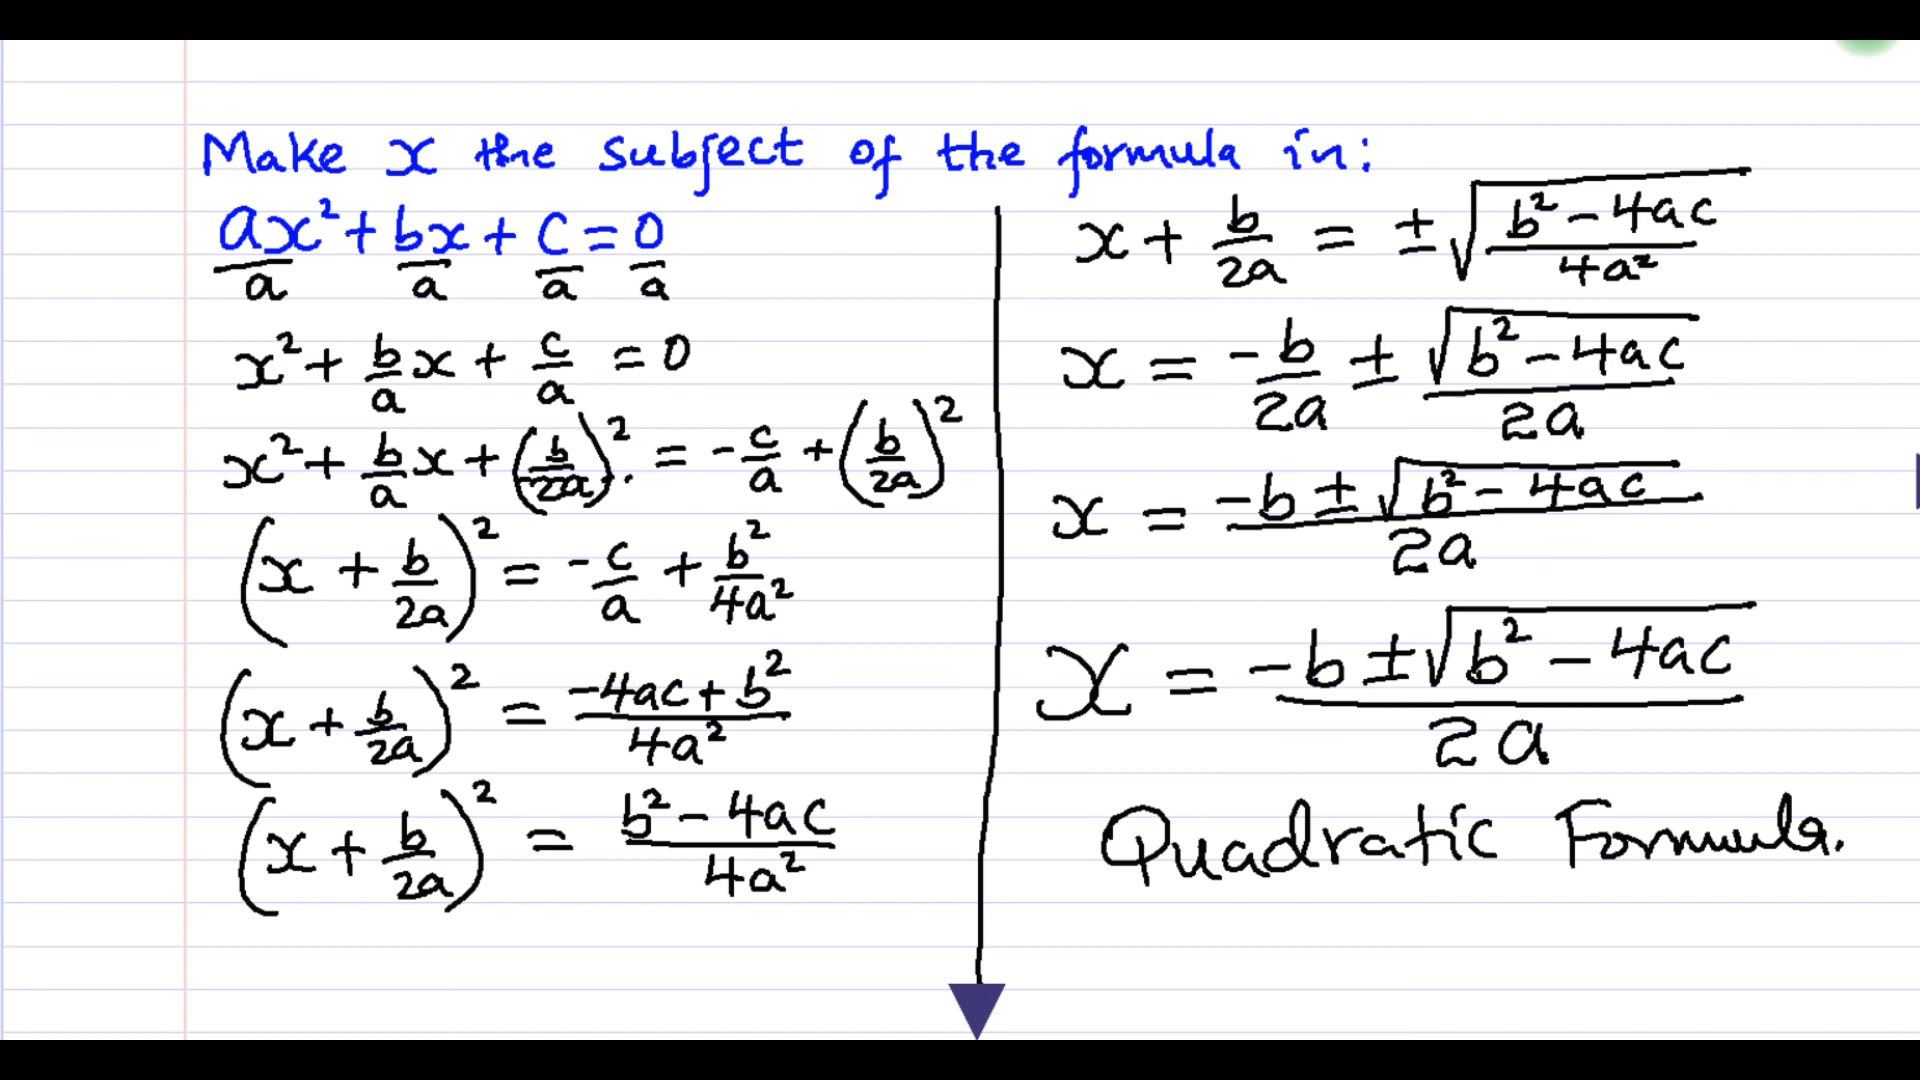 Make x the subject of the formula in:
ax²/a + bx/a + c/a = 0/a
x² + b/a x + c/a = 0
x² + b/a x + (b/2a)² = -c/a + (b/2a)²
(x + b/2a)² = -c/a + b²/4a²
(x + b/2a)² = (-4ac + b²)/4a²
(x + b/2a)² = (b² - 4ac)/4a²
x + b/2a = ±√((b² - 4ac)/4a²)
x = -b/2a ± √(b² - 4ac)/2a
x = (-b ± √(b² - 4ac))/2a
x = (-b ± √(b² - 4ac))/2a
Quadratic Formula.